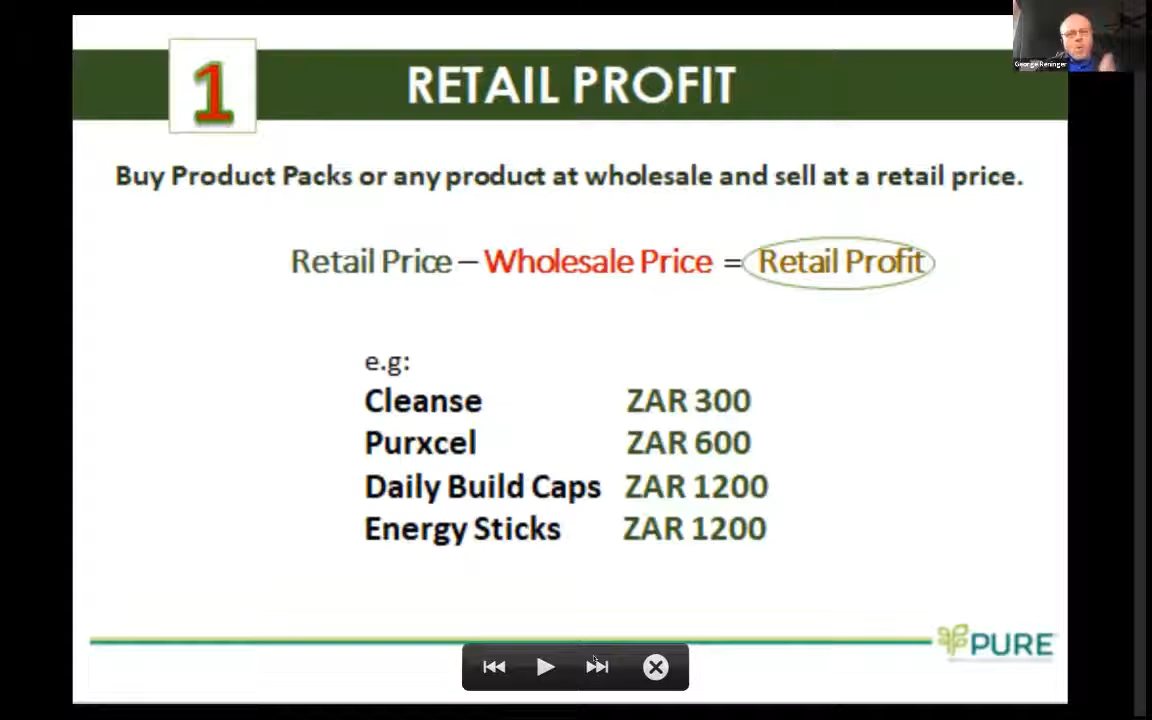 George Reninger
1
RETAIL PROFIT
Buy Product Packs or any product at wholesale and sell at a retail price.
Retail Price – Wholesale Price = Retail Profit
e.g:
Cleanse ZAR 300
Purxcel ZAR 600
Daily Build Caps ZAR 1200
Energy Sticks ZAR 1200
PURE